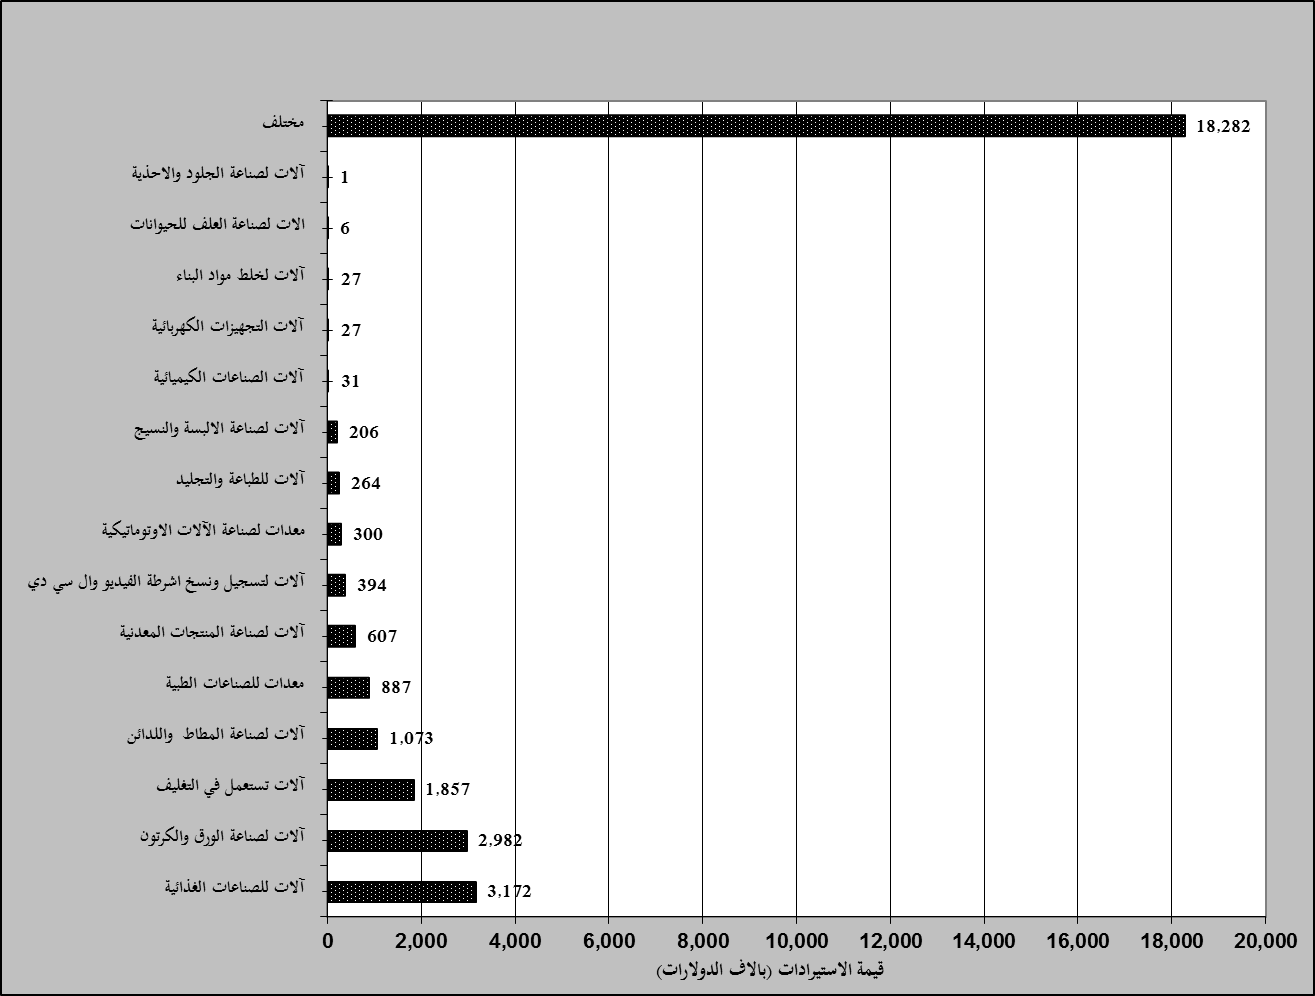 مختلف 18,282
آلات لصناعة الجلود والاحذية 1
الات لصناعة العلف للحيوانات 6
آلات لخلط مواد البناء 27
آلات التجهيزات الكهربائية 27
آلات الصناعات الكيميائية 31
آلات لصناعة الالبسة والنسيج 206
آلات للطباعة والتجليد 264
معدات لصناعة الآلات الاوتوماتيكية 300
آلات لتسجيل ونسخ اشرطة الفيديو وال سي دي 394
آلات لصناعة المنتجات المعدنية 607
معدات للصناعات الطبية 887
آلات لصناعة المطاط واللدائن 1,073
آلات تستعمل في التغليف 1,857
آلات لصناعة الورق والكرتون 2,982
آلات للصناعات الغذائية 3,172
0 2,000 4,000 6,000 8,000 10,000 12,000 14,000 16,000 18,000 20,000
قيمة الاستيرادات (بالاف الدولارات)